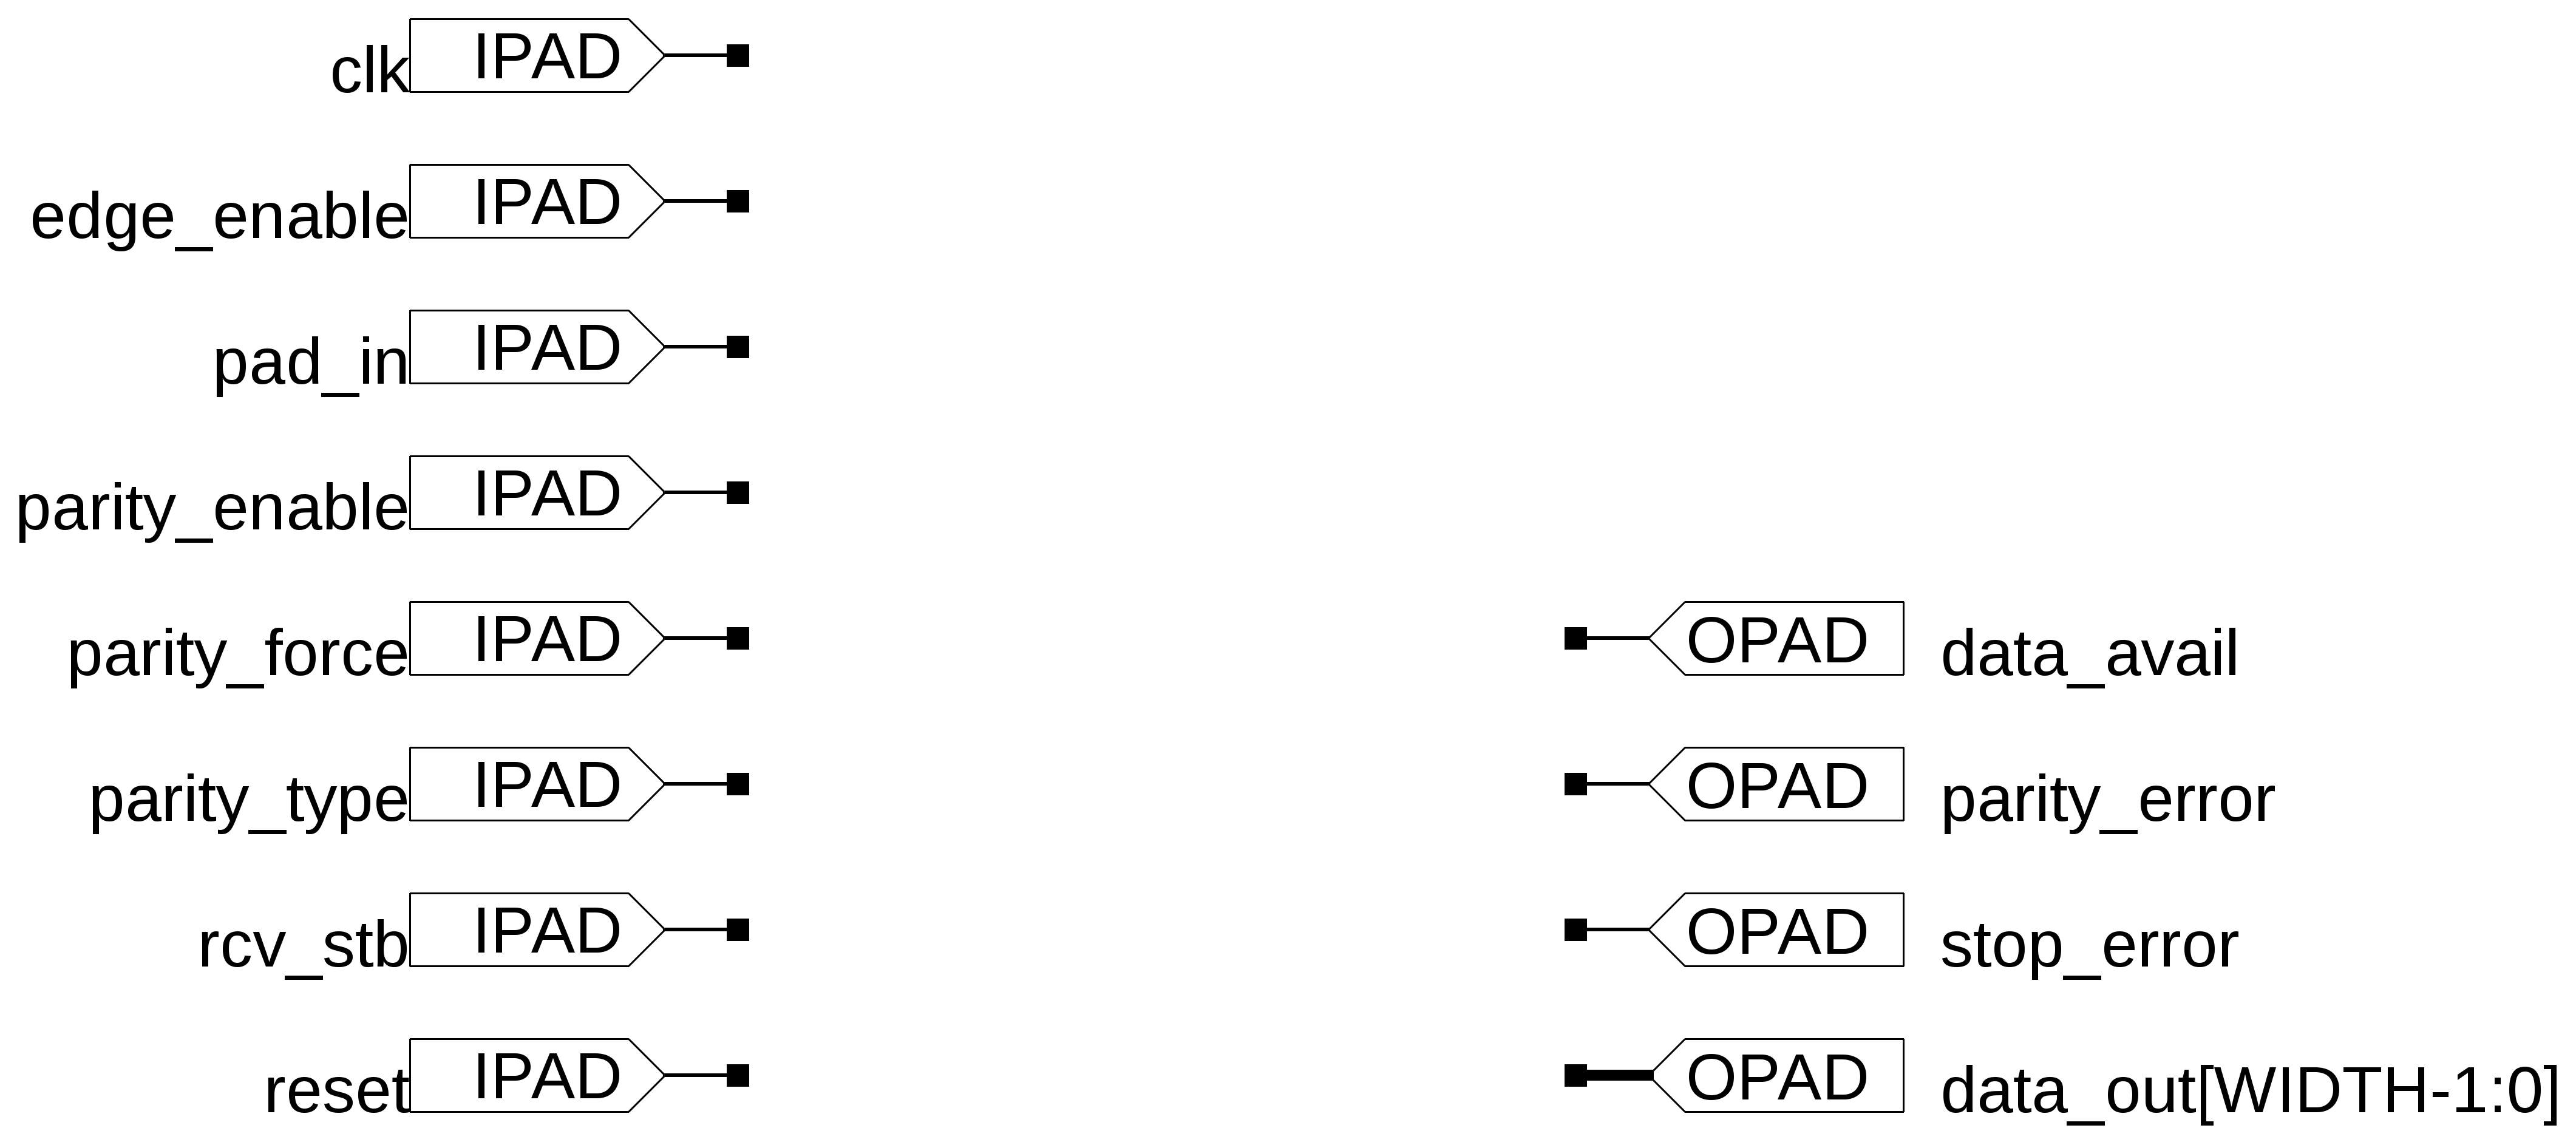 clk IPAD
edge_enable IPAD
pad_in IPAD
parity_enable IPAD
parity_force IPAD OPAD data_avail
parity_type IPAD OPAD parity_error
rcv_stb IPAD OPAD stop_error
reset IPAD OPAD data_out[WIDTH-1:0]